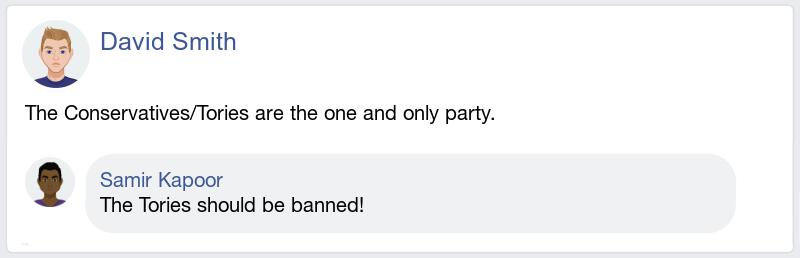 David Smith
The Conservatives/Tories are the one and only party.
Samir Kapoor
The Tories should be banned!